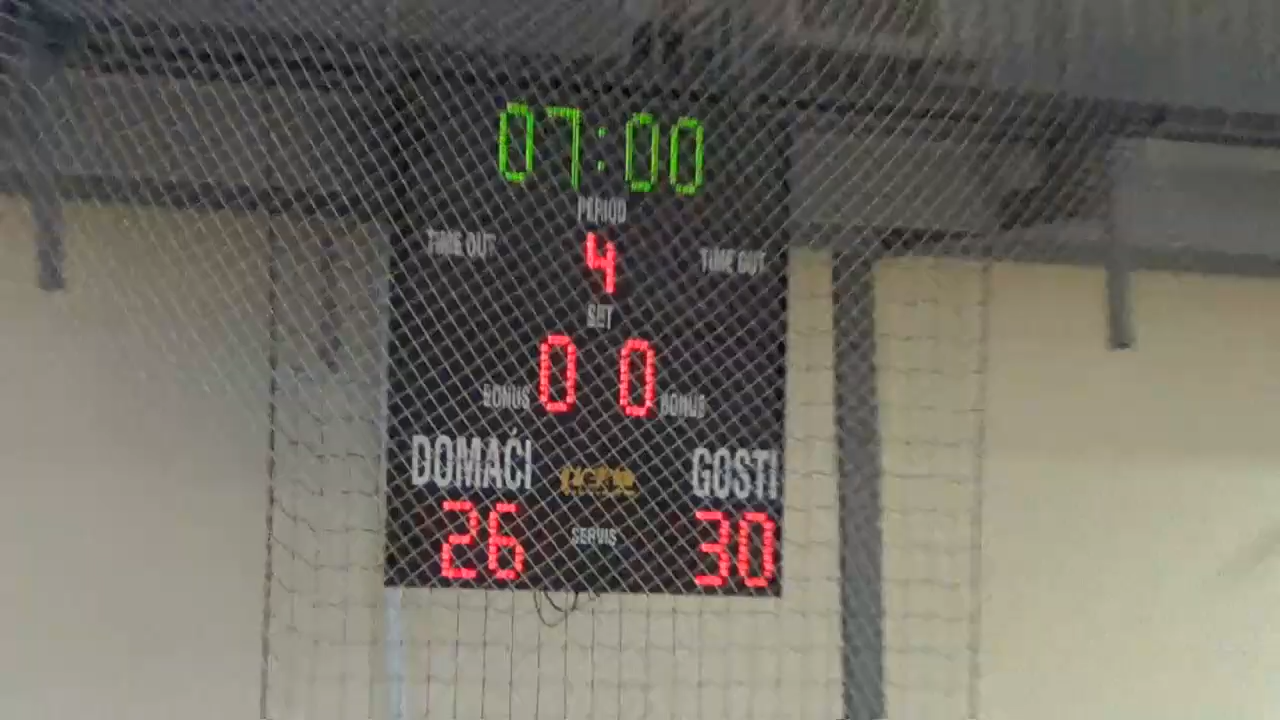 07:00
PERIOD
TIME OUT 4 TIME OUT
SET
BONUS 0 0 BONUS
DOMAĆI GOSTI
26 SERVIS 30